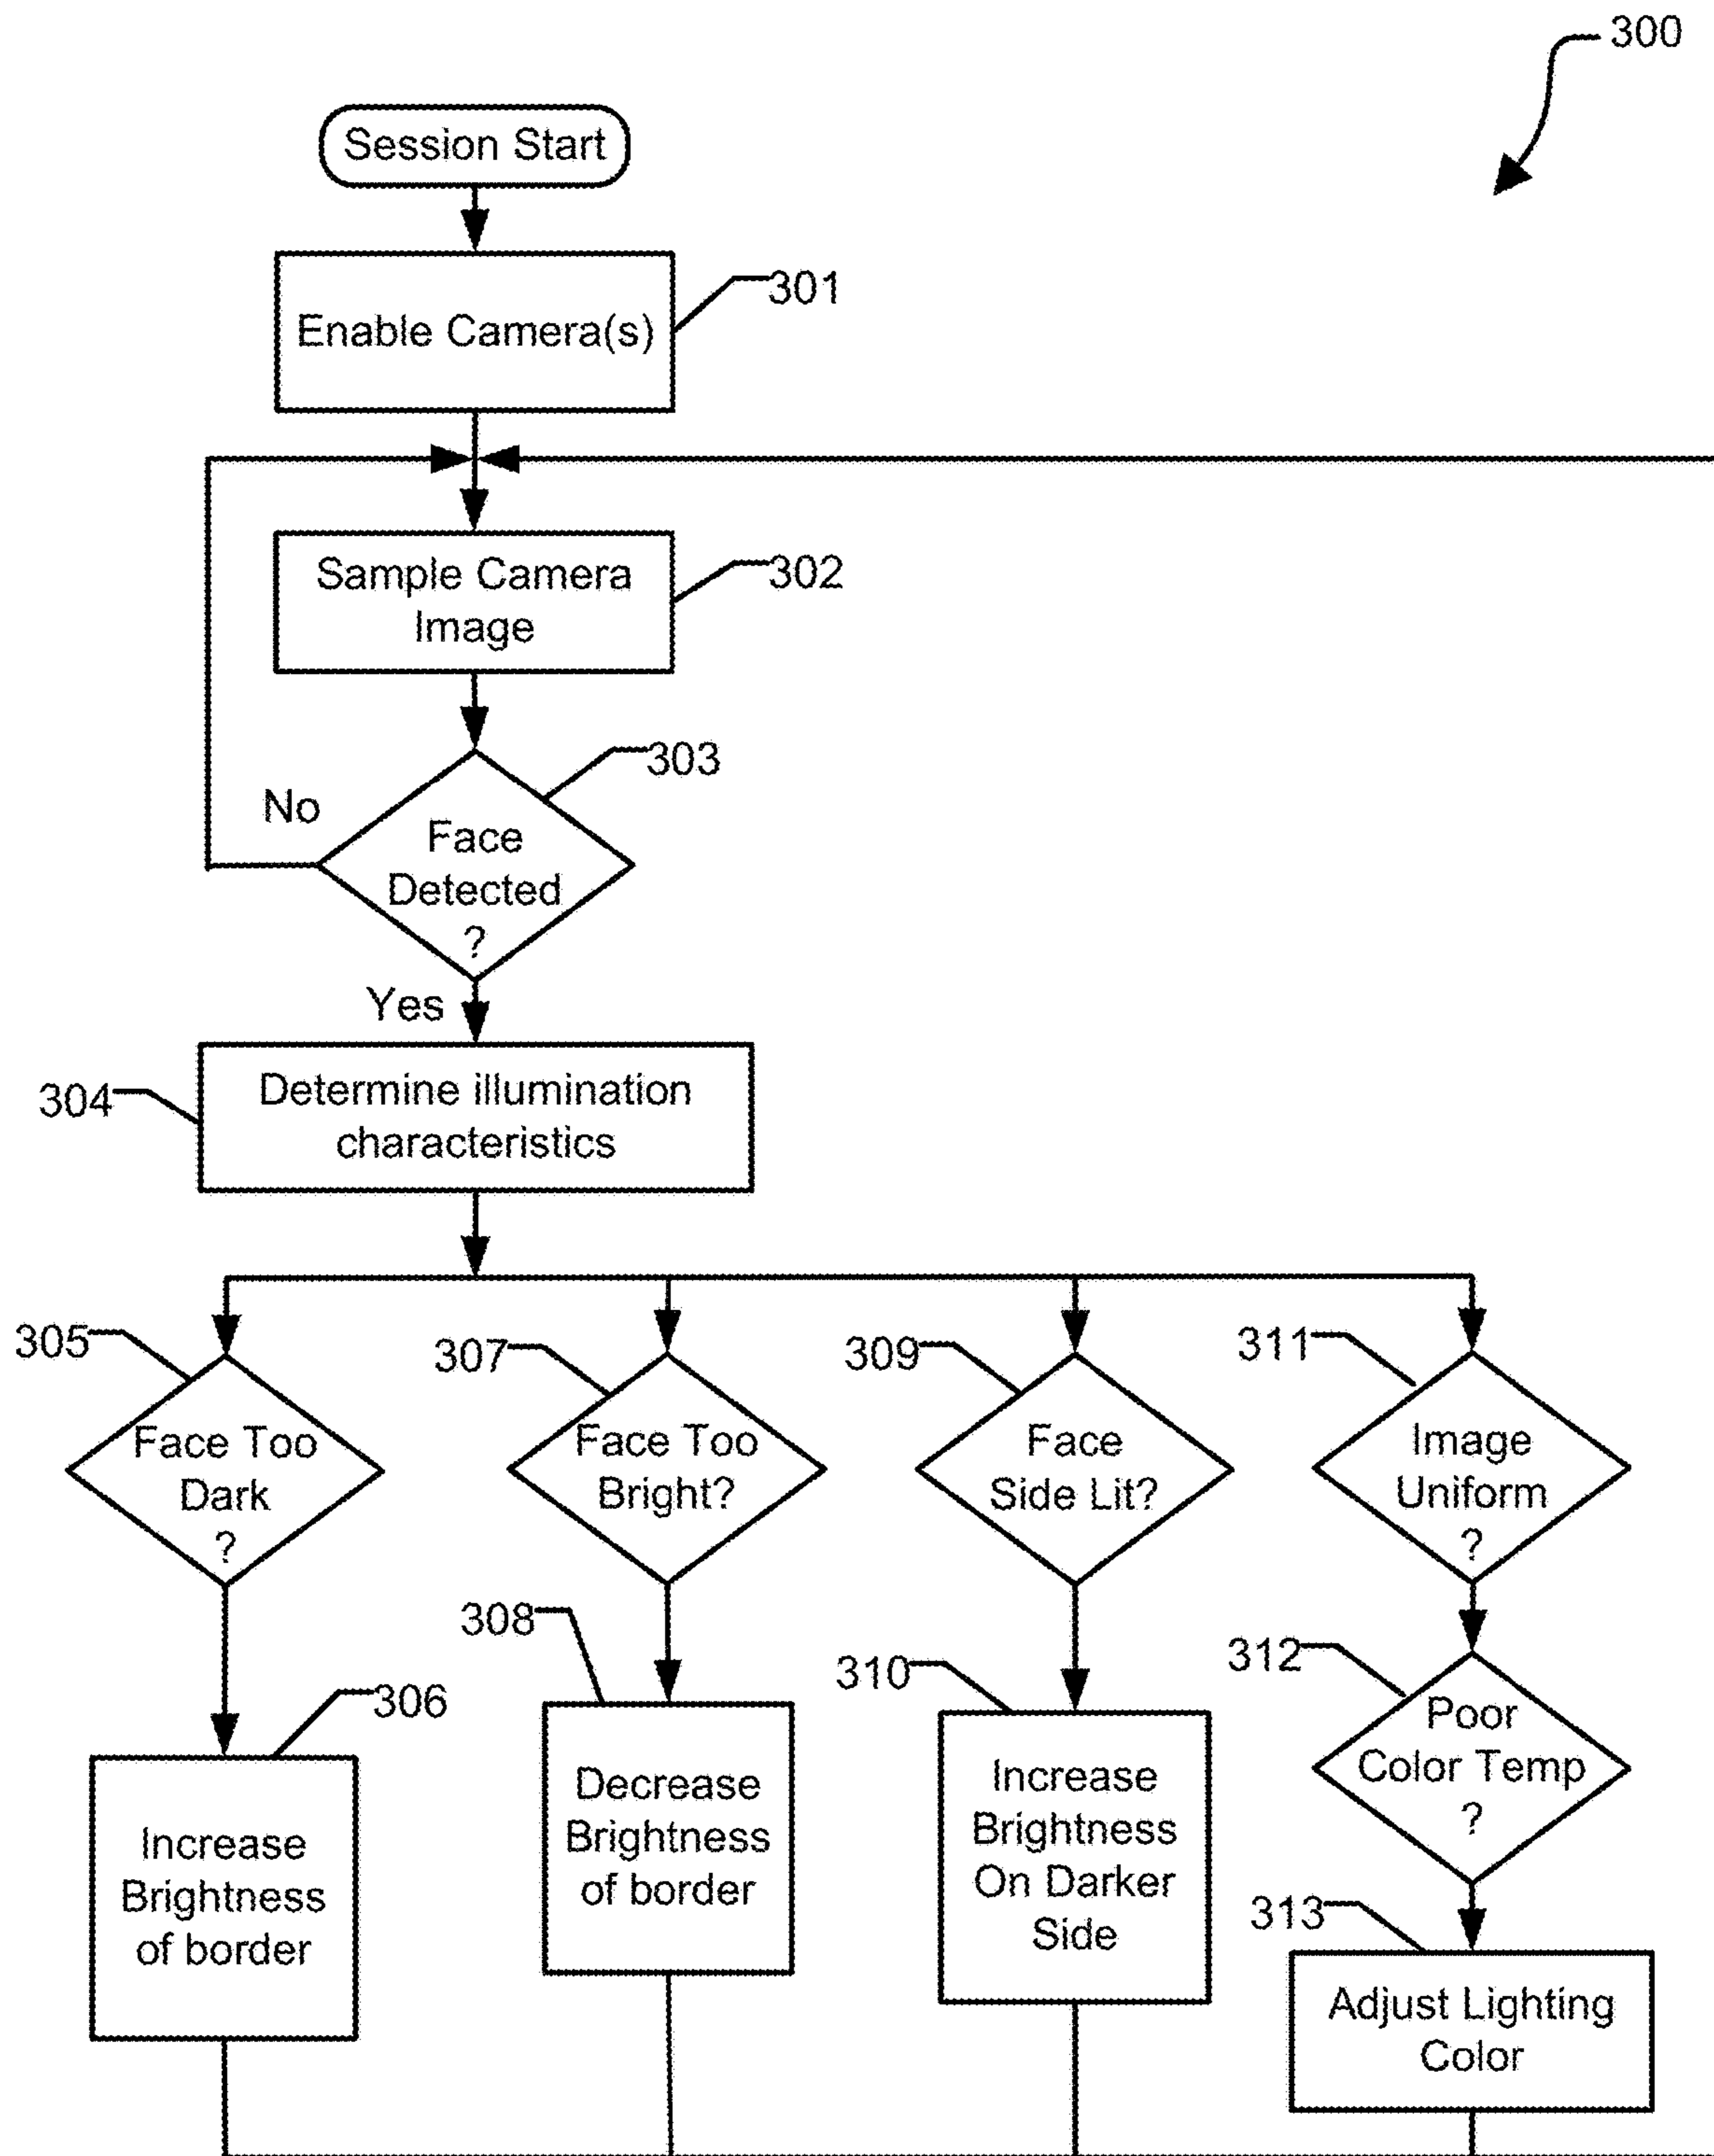 300
Session Start
301
Enable Camera(s)
302
Sample Camera
Image
303
No
Face
Detected
?
Yes
304
Determine illumination
characteristics
305
Face Too
Dark
?
307
Face Too
Bright?
309
Face
Side Lit?
311
Image
Uniform
?
306
Increase
Brightness
of border
308
Decrease
Brightness
of border
310
Increase
Brightness
On Darker
Side
312
Poor
Color Temp
?
313
Adjust Lighting
Color